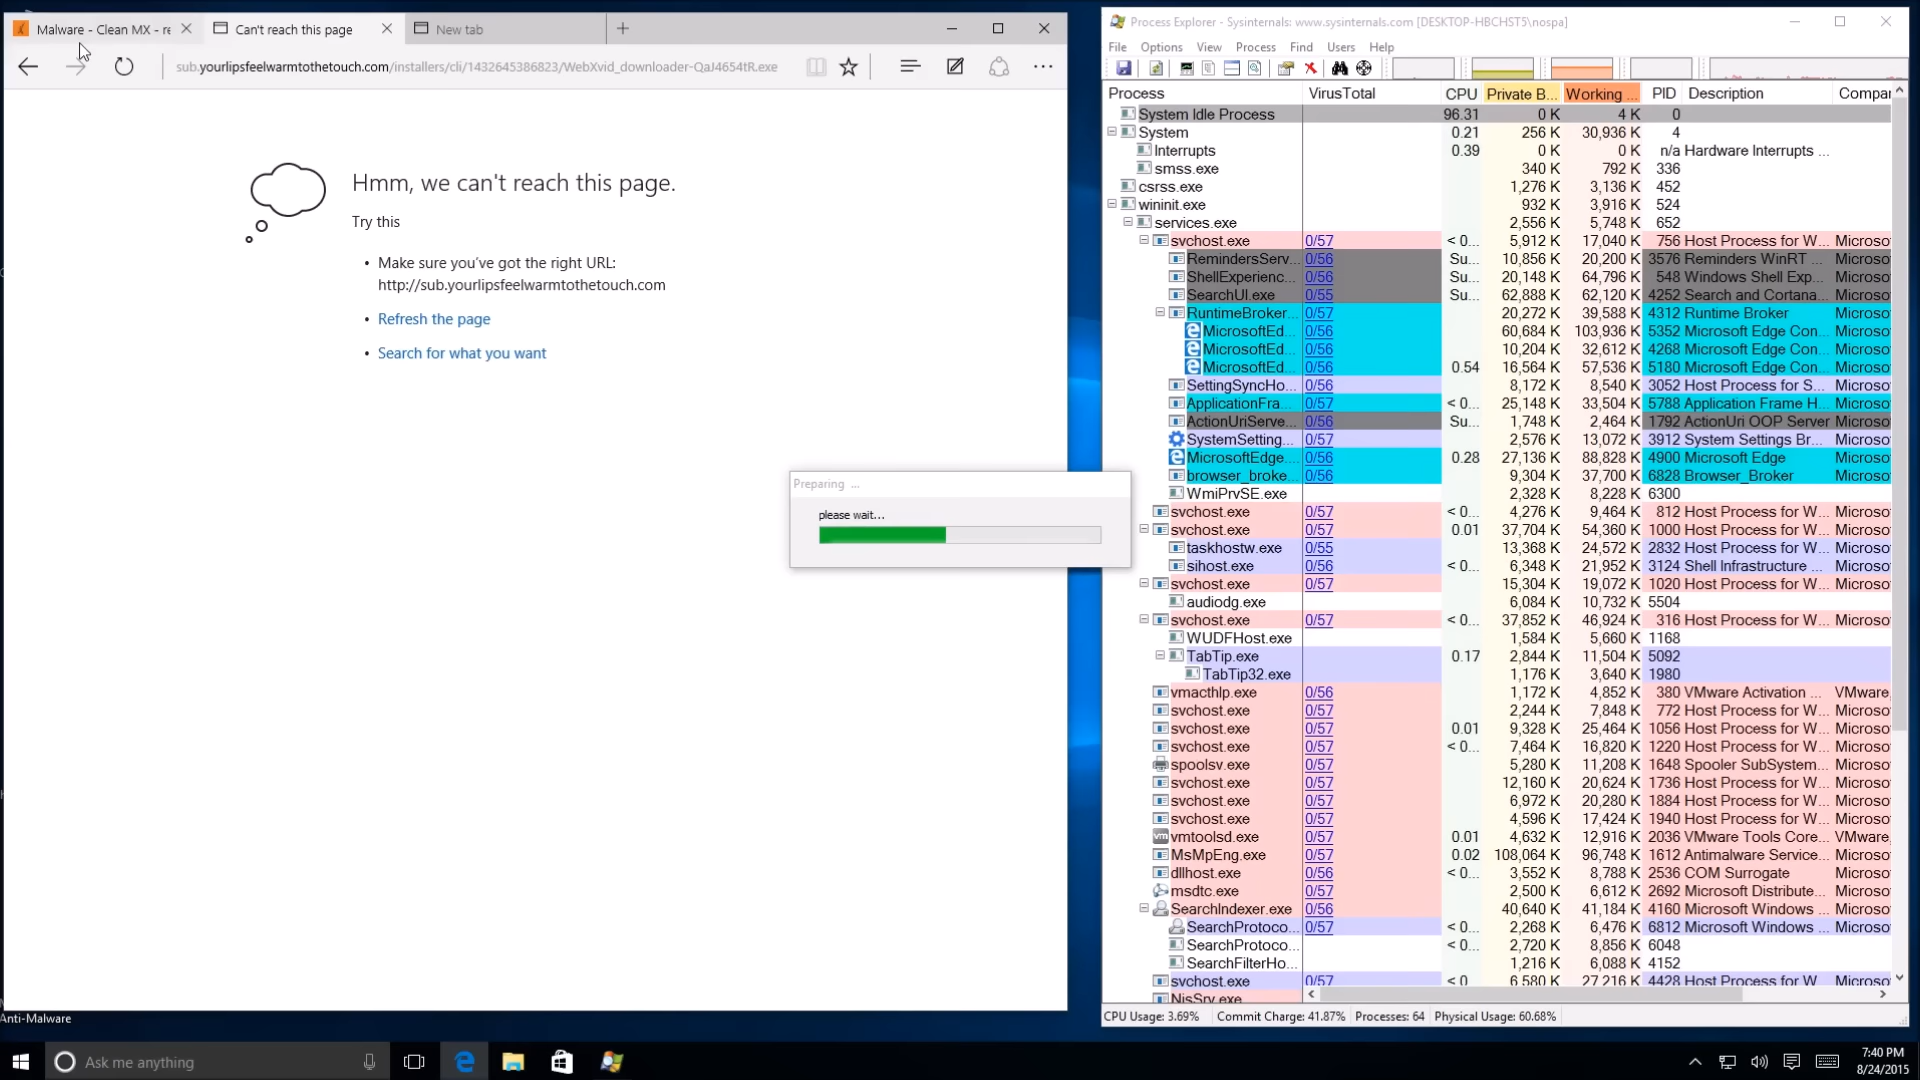 Malware - Clean MX - re
Can't reach this page
New tab
sub.yourlipsfeelwarmtothetouch.com/installers/cli/1432645386823/WebXvid_downloader-QaJ4654tR.exe
Hmm, we can't reach this page.
Try this
• Make sure you've got the right URL:
http://sub.yourlipsfeelwarmtothetouch.com
• Refresh the page
• Search for what you want
Preparing ...
please wait...
Process Explorer - Sysinternals: www.sysinternals.com [DESKTOP-HBCHST5\nospa]
File Options View Process Find Users Help
Process VirusTotal CPU Private B... Working ... PID Description Compar
System Idle Process 96.31 0 K 4 K 0
System 0.21 256 K 30,936 K 4
Interrupts 0.39 0 K 0 K n/a Hardware Interrupts ...
smss.exe 340 K 792 K 336
csrss.exe 1,276 K 3,136 K 452
wininit.exe 932 K 3,916 K 524
services.exe 2,556 K 5,748 K 652
svchost.exe 0/57 < 0... 5,912 K 17,040 K 756 Host Process for W... Microso
RemindersServ... 0/56 Su... 10,856 K 20,200 K 3576 Reminders WinRT ... Microso
ShellExperienc... 0/56 Su... 20,148 K 64,796 K 548 Windows Shell Exp... Microso
SearchUI.exe 0/55 Su... 62,888 K 62,120 K 4252 Search and Cortana... Microso
RuntimeBroker... 0/57 20,272 K 39,588 K 4312 Runtime Broker Microso
MicrosoftEd... 0/56 60,684 K 103,936 K 5352 Microsoft Edge Con... Microso
MicrosoftEd... 0/56 10,204 K 32,612 K 4268 Microsoft Edge Con... Microso
MicrosoftEd... 0/56 0.54 16,564 K 57,536 K 5180 Microsoft Edge Con... Microso
SettingSyncHo... 0/56 8,172 K 8,540 K 3052 Host Process for S... Microso
ApplicationFra... 0/57 < 0... 25,148 K 33,504 K 5788 Application Frame H... Microso
ActionUriServe... 0/56 Su... 1,748 K 2,464 K 1792 ActionUri OOP Server Microso
SystemSetting... 0/57 2,576 K 13,072 K 3912 System Settings Br... Microso
MicrosoftEdge... 0/56 0.28 27,136 K 88,828 K 4900 Microsoft Edge Microso
browser_broke... 0/56 9,304 K 37,700 K 6828 Browser_Broker Microso
WmiPrvSE.exe 2,328 K 8,228 K 6300
svchost.exe 0/57 < 0... 4,276 K 9,464 K 812 Host Process for W... Microso
svchost.exe 0/57 0.01 37,704 K 54,360 K 1000 Host Process for W... Microso
taskhostw.exe 0/55 13,368 K 24,572 K 2832 Host Process for W... Microso
sihost.exe 0/56 < 0... 6,348 K 21,952 K 3124 Shell Infrastructure ... Microso
svchost.exe 0/57 15,304 K 19,072 K 1020 Host Process for W... Microso
audiodg.exe 6,084 K 10,732 K 5504
svchost.exe 0/57 < 0... 37,852 K 46,924 K 316 Host Process for W... Microso
WUDFHost.exe 1,584 K 5,660 K 1168
TabTip.exe 0.17 2,844 K 11,504 K 5092
TabTip32.exe 1,176 K 3,640 K 1980
vmacthlp.exe 0/56 1,172 K 4,852 K 380 VMware Activation ... VMware,
svchost.exe 0/57 2,244 K 7,848 K 772 Host Process for W... Microso
svchost.exe 0/57 0.01 9,328 K 25,464 K 1056 Host Process for W... Microso
svchost.exe 0/57 < 0... 7,464 K 16,820 K 1220 Host Process for W... Microso
spoolsv.exe 0/57 5,280 K 11,208 K 1648 Spooler SubSystem... Microso
svchost.exe 0/57 12,160 K 20,624 K 1736 Host Process for W... Microso
svchost.exe 0/57 6,972 K 20,280 K 1884 Host Process for W... Microso
svchost.exe 0/57 4,596 K 17,424 K 1940 Host Process for W... Microso
vmtoolsd.exe 0/57 0.01 4,632 K 12,916 K 2036 VMware Tools Core... VMware,
MsMpEng.exe 0/57 0.02 108,064 K 96,748 K 1612 Antimalware Service... Microso
dllhost.exe 0/56 < 0... 3,552 K 8,788 K 2536 COM Surrogate Microso
msdtc.exe 0/57 2,500 K 6,612 K 2692 Microsoft Distribute... Microso
SearchIndexer.exe 0/56 40,640 K 41,184 K 4160 Microsoft Windows ... Microso
SearchProtoco... 0/57 < 0... 2,268 K 6,476 K 6812 Microsoft Windows ... Microso
SearchProtoco... < 0... 2,720 K 8,856 K 6048
SearchFilterHo... 1,216 K 6,088 K 4152
svchost.exe 0/57 < 0 6,580 K 27,216 K 4428 Host Process for W... Microso
NisSrv.exe
CPU Usage: 3.69% Commit Charge: 41.87% Processes: 64 Physical Usage: 60.68%
Anti-Malware
Ask me anything
7:40 PM
8/24/2015